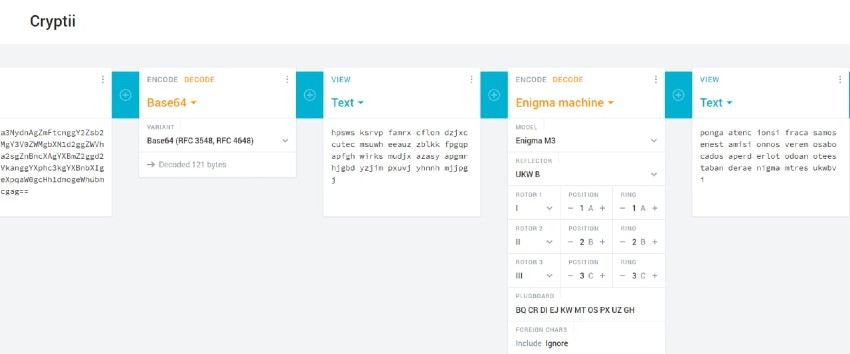 Cryptii
a3NydnAgZmFtcnggY2Zsb2
MgY3V0ZWMgbXN1d2ggZWVh
a2sgZnBncXAgYXBmZ2ggd2
VkanggYXphc3kgYXBnbXIg
eXpqaW0gcHh1dmogeWhubm
cgag==
ENCODE DECODE
Base64
VARIANT
Base64 (RFC 3548, RFC 4648)
→ Decoded 121 bytes
VIEW
Text
hpsws ksrvp famrx cflon dzjxc
cutec msuwh eeauz zblkk fpgqp
apfgh wirks mudjx azasy apgmr
hjgbd yzjim pxuvj yhnnh mjjpg
j
ENCODE DECODE
Enigma machine
MODEL
Enigma M3
REFLECTOR
UKW B
ROTOR 1 POSITION RING
I − 1 A + − 1 A +
ROTOR 2 POSITION RING
II − 2 B + − 2 B +
ROTOR 3 POSITION RING
III − 3 C + − 3 C +
PLUGBOARD
BQ CR DI EJ KW MT OS PX UZ GH
FOREIGN CHARS
Include Ignore
VIEW
Text
ponga atenc ionsi fraca samos
enest amisi onnos verem osabo
cados aperd erlot odoan otees
taban derae nigma mtres ukwbv
i